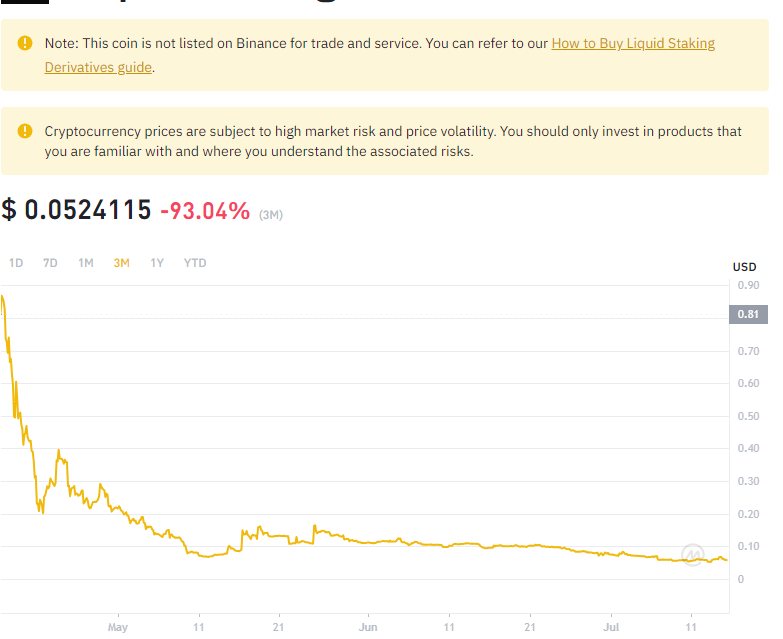 Note: This coin is not listed on Binance for trade and service. You can refer to our How to Buy Liquid Staking
Derivatives guide.
Cryptocurrency prices are subject to high market risk and price volatility. You should only invest in products that
you are familiar with and where you understand the associated risks.
$ 0.0524115 -93.04% (3M)
1D 7D 1M 3M 1Y YTD
USD
0.90
0.81
0.70
0.60
0.50
0.40
0.30
0.20
0.10
0
May 11 21 Jun 11 21 Jul 11